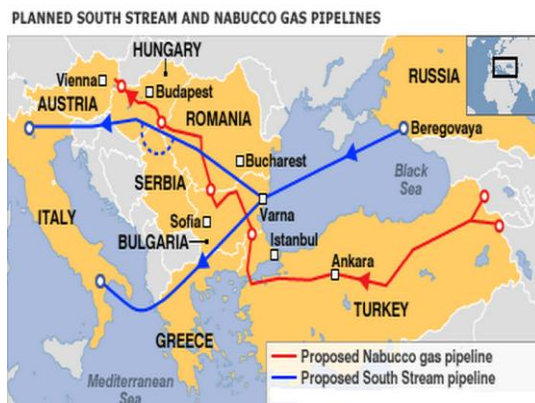 PLANNED SOUTH STREAM AND NABUCCO GAS PIPELINES
HUNGARY
RUSSIA
Vienna
Budapest
AUSTRIA
ROMANIA
Beregovaya
Bucharest
Black
Sea
SERBIA
Varna
ITALY
Sofia
BULGARIA
Istanbul
Ankara
TURKEY
GREECE
Proposed Nabucco gas pipeline
Proposed South Stream pipeline
Mediterranean
Sea